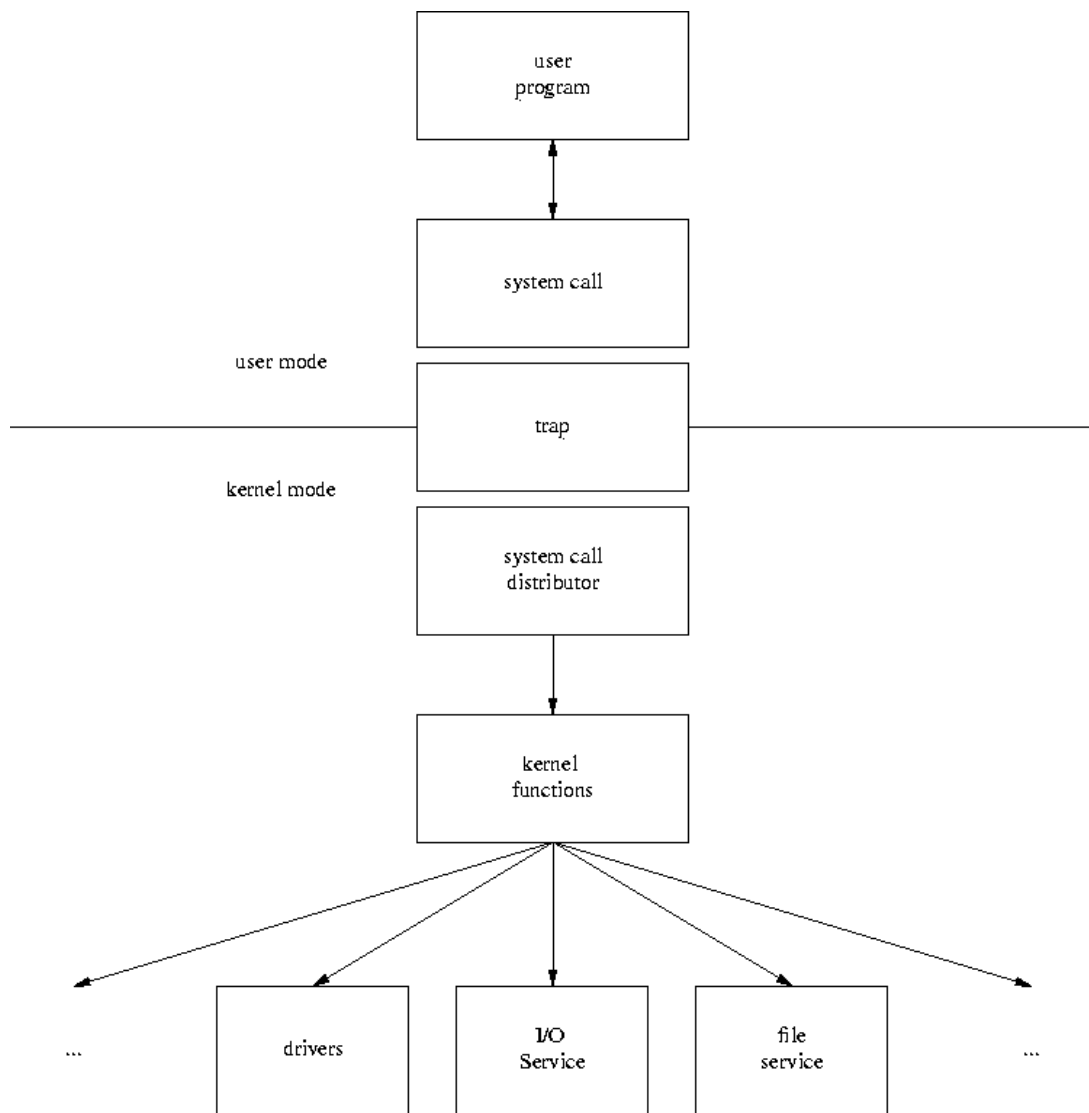 user
program
system call
user mode
trap
kernel mode
system call
distributor
kernel
functions
...
drivers
I/O
Service
file
service
...